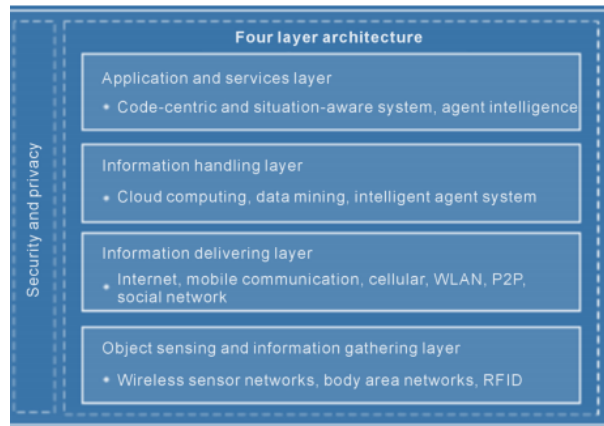 Four layer architecture
Security and privacy
Application and services layer
• Code-centric and situation-aware system, agent intelligence
Information handling layer
• Cloud computing, data mining, intelligent agent system
Information delivering layer
• Internet, mobile communication, cellular, WLAN, P2P,
social network
Object sensing and information gathering layer
• Wireless sensor networks, body area networks, RFID